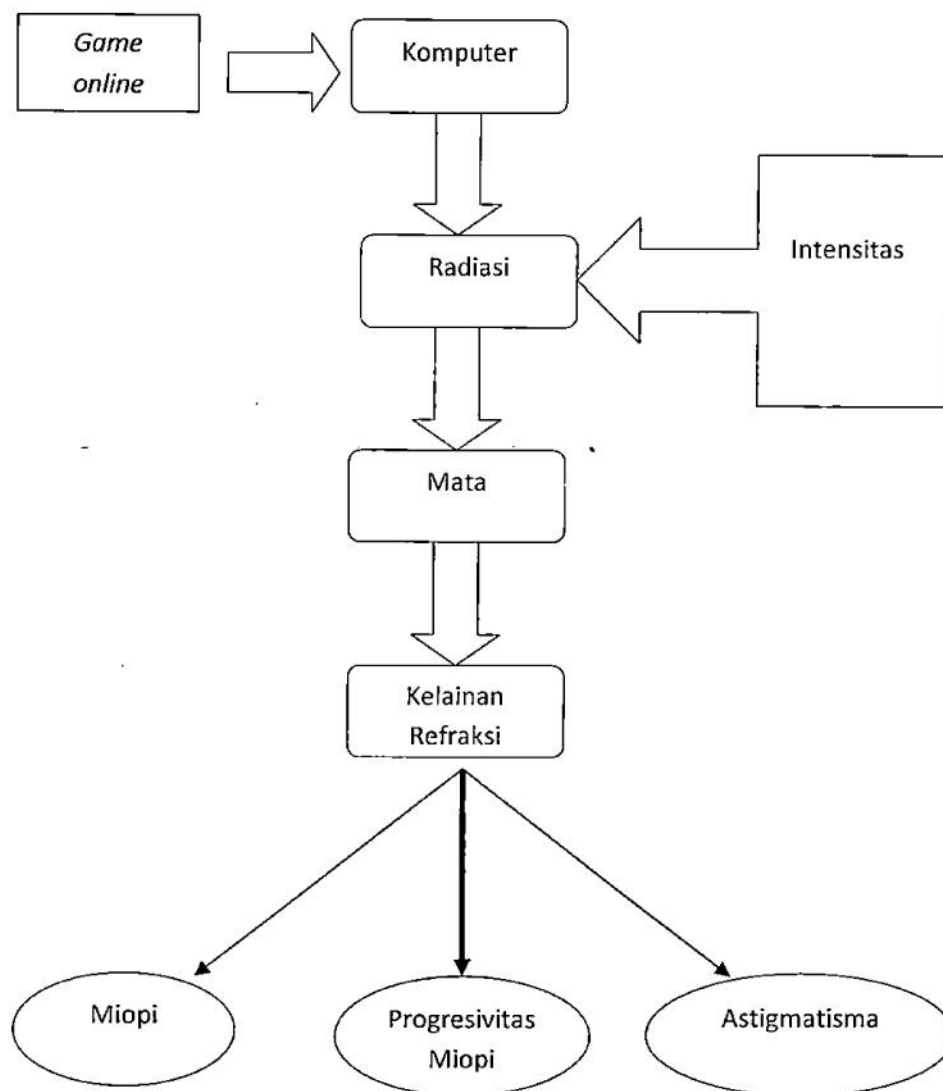 Game
online
Komputer
Radiasi
Intensitas
Mata
Kelainan
Refraksi
Miopi
Progresivitas
Miopi
Astigmatisma